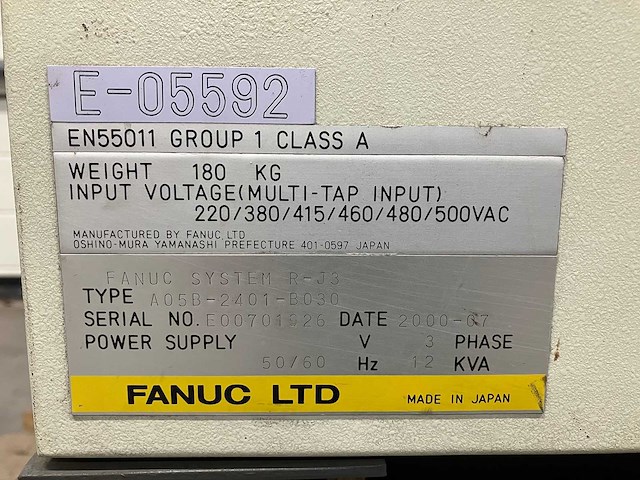 E-05592
EN55011 GROUP 1 CLASS A
WEIGHT 180 KG
INPUT VOLTAGE(MULTI-TAP INPUT)
220/380/415/460/480/500VAC
MANUFACTURED BY FANUC LTD
OSHINO-MURA YAMANASHI PREFECTURE 401-0597 JAPAN
FANUC SYSTEM R-J3
TYPE A05B-2401-B030
SERIAL NO. DATE 2000-07
POWER SUPPLY V 3 PHASE
50/60 Hz 12 KVA
FANUC LTD MADE IN JAPAN